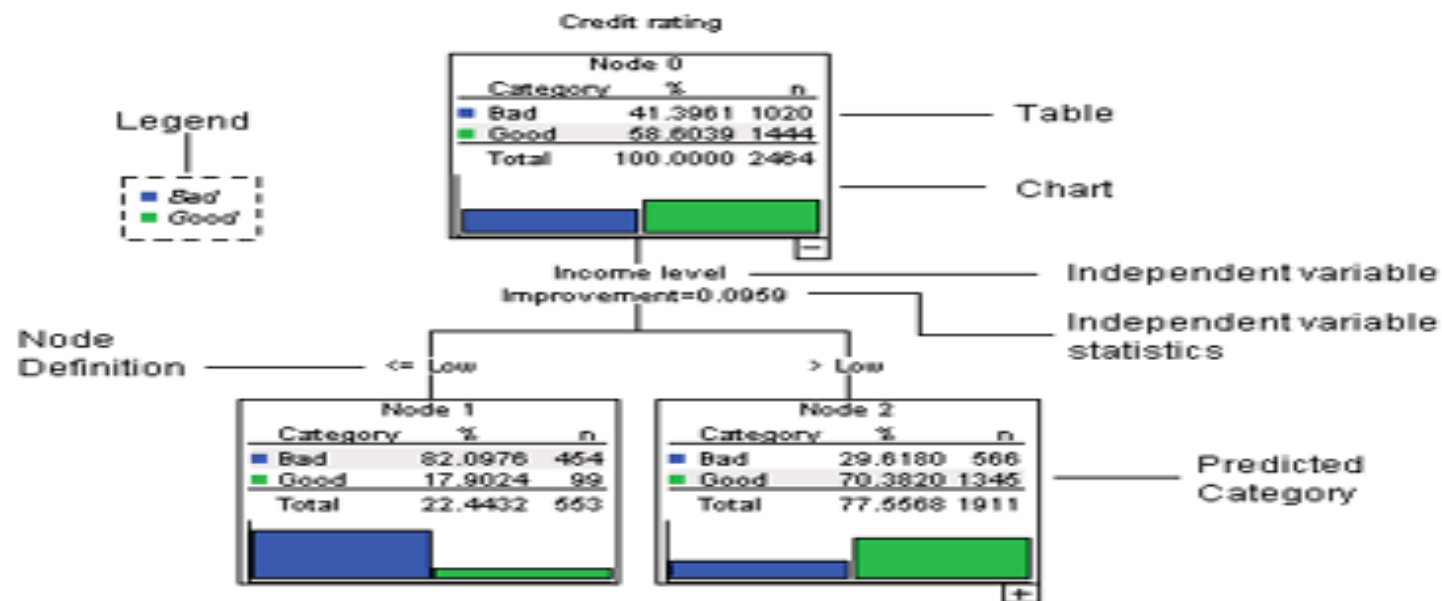 Credit rating
Node 0
Category % n
Bad 41.3961 1020
Good 58.6039 1444
Total 100.0000 2464
Legend
Bad
Good
Table
Chart
Income level
Improvement=0.0959
Independent variable
Independent variable
statistics
Node
Definition
<= Low
> Low
Node 1
Category % n
Bad 82.0976 454
Good 17.9024 99
Total 22.4432 553
Node 2
Category % n
Bad 29.6180 566
Good 70.3820 1345
Total 77.5568 1911
Predicted
Category